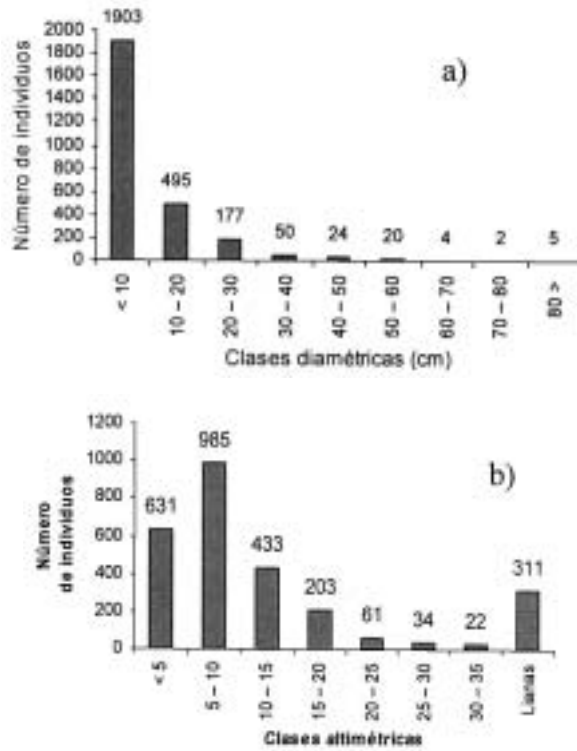 1903
2000
1800
1600
1400
1200
1000
800
600
400
200
0
Número de individuos
a)
495
177
50
24
20
4
2
5
< 10
10 – 20
20 – 30
30 – 40
40 – 50
50 – 60
60 – 70
70 – 80
80 >
Clases diamétricas (cm)
1200
1000
800
600
400
200
0
Número
de individuos
b)
631
985
433
203
61
34
22
311
< 5
5 – 10
10 – 15
15 – 20
20 – 25
25 – 30
30 – 35
Lianas
Clases altimétricas